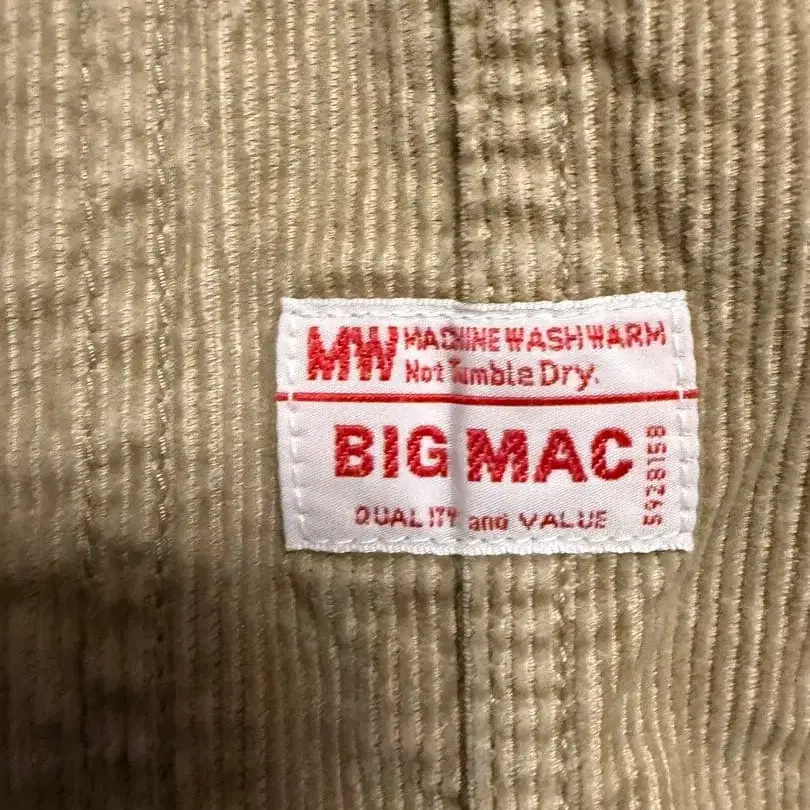 MW MACHINE WASH WARM
Not Tumble Dry.
BIG MAC
QUALITY and VALUE
5928158